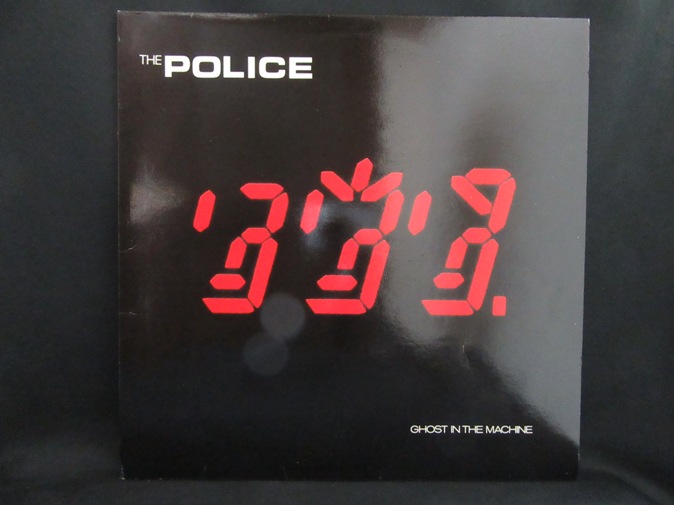 THE POLICE
GHOST IN THE MACHINE